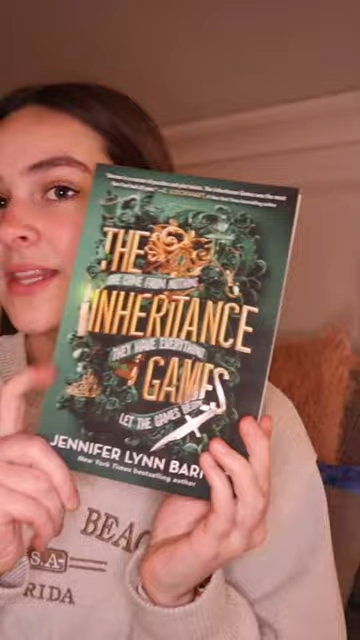 THE
SHE CAME FROM NOTHING
INHERITANCE
THEY HAVE EVERYTHING
GAMES
LET THE GAMES BEGIN
JENNIFER LYNN BAR
New York Times bestselling author
BEAC
S.A.
RIDA